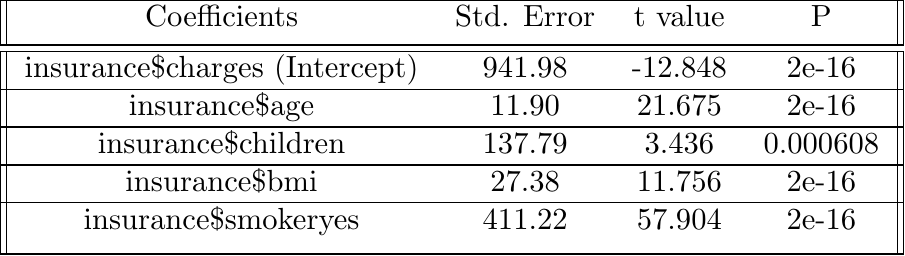 Coefficients Std. Error t value P
insurance$charges (Intercept) 941.98 -12.848 2e-16
insurance$age 11.90 21.675 2e-16
insurance$children 137.79 3.436 0.000608
insurance$bmi 27.38 11.756 2e-16
insurance$smokeryes 411.22 57.904 2e-16